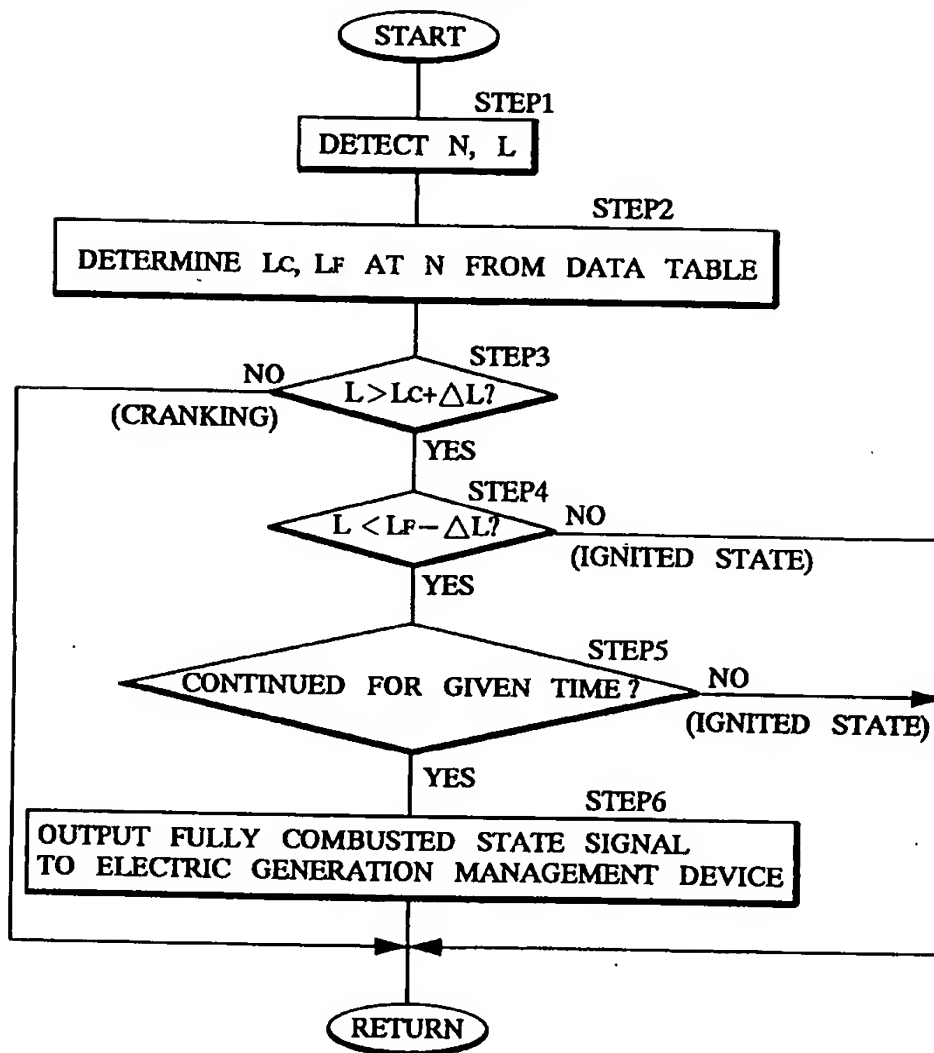 START
STEP1
DETECT N, L
STEP2
DETERMINE LC, LF AT N FROM DATA TABLE
STEP3
NO
L>LC+△L?
(CRANKING)
YES
STEP4
L <LF− △L?
NO
(IGNITED STATE)
YES
STEP5
CONTINUED FOR GIVEN TIME ?
NO
(IGNITED STATE)
YES
STEP6
OUTPUT FULLY COMBUSTED STATE SIGNAL
TO ELECTRIC GENERATION MANAGEMENT DEVICE
RETURN